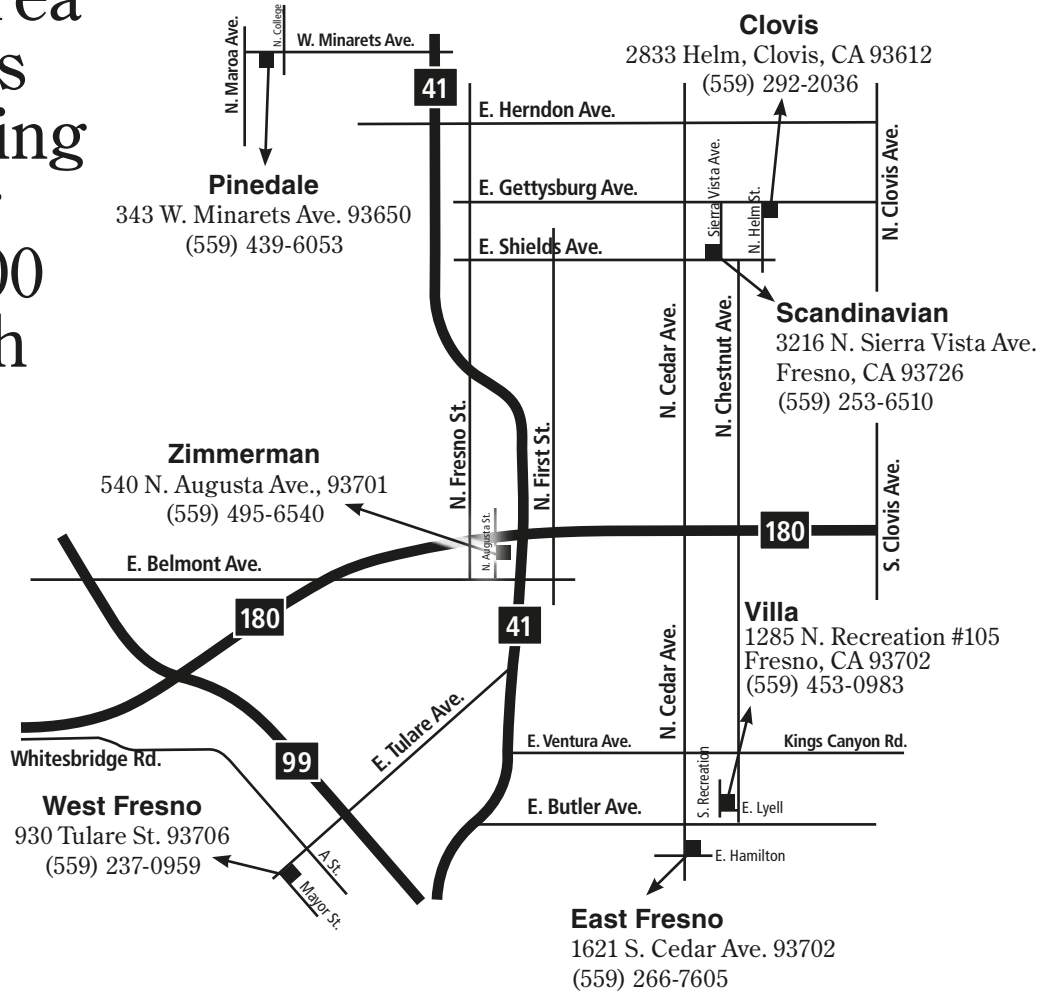 rea
s
ing
00
h
N. Maroa Ave.
N. College
W. Minarets Ave.
41
Clovis
2833 Helm, Clovis, CA 93612
(559) 292-2036
E. Herndon Ave.
Pinedale
343 W. Minarets Ave. 93650
(559) 439-6053
E. Gettysburg Ave.
Sierra Vista Ave.
N. Helm St.
N. Clovis Ave.
E. Shields Ave.
Scandinavian
3216 N. Sierra Vista Ave.
Fresno, CA 93726
(559) 253-6510
N. Cedar Ave.
N. Chestnut Ave.
N. Fresno St.
N. First St.
Zimmerman
540 N. Augusta Ave., 93701
(559) 495-6540
N. Augusta St.
180
S. Clovis Ave.
E. Belmont Ave.
180
41
Villa
1285 N. Recreation #105
Fresno, CA 93702
(559) 453-0983
N. Cedar Ave.
E. Tulare Ave.
E. Ventura Ave.
Kings Canyon Rd.
Whitesbridge Rd.
99
S. Recreation
West Fresno
930 Tulare St. 93706
(559) 237-0959
E. Butler Ave.
E. Lyell
A St.
Mayor St.
E. Hamilton
East Fresno
1621 S. Cedar Ave. 93702
(559) 266-7605